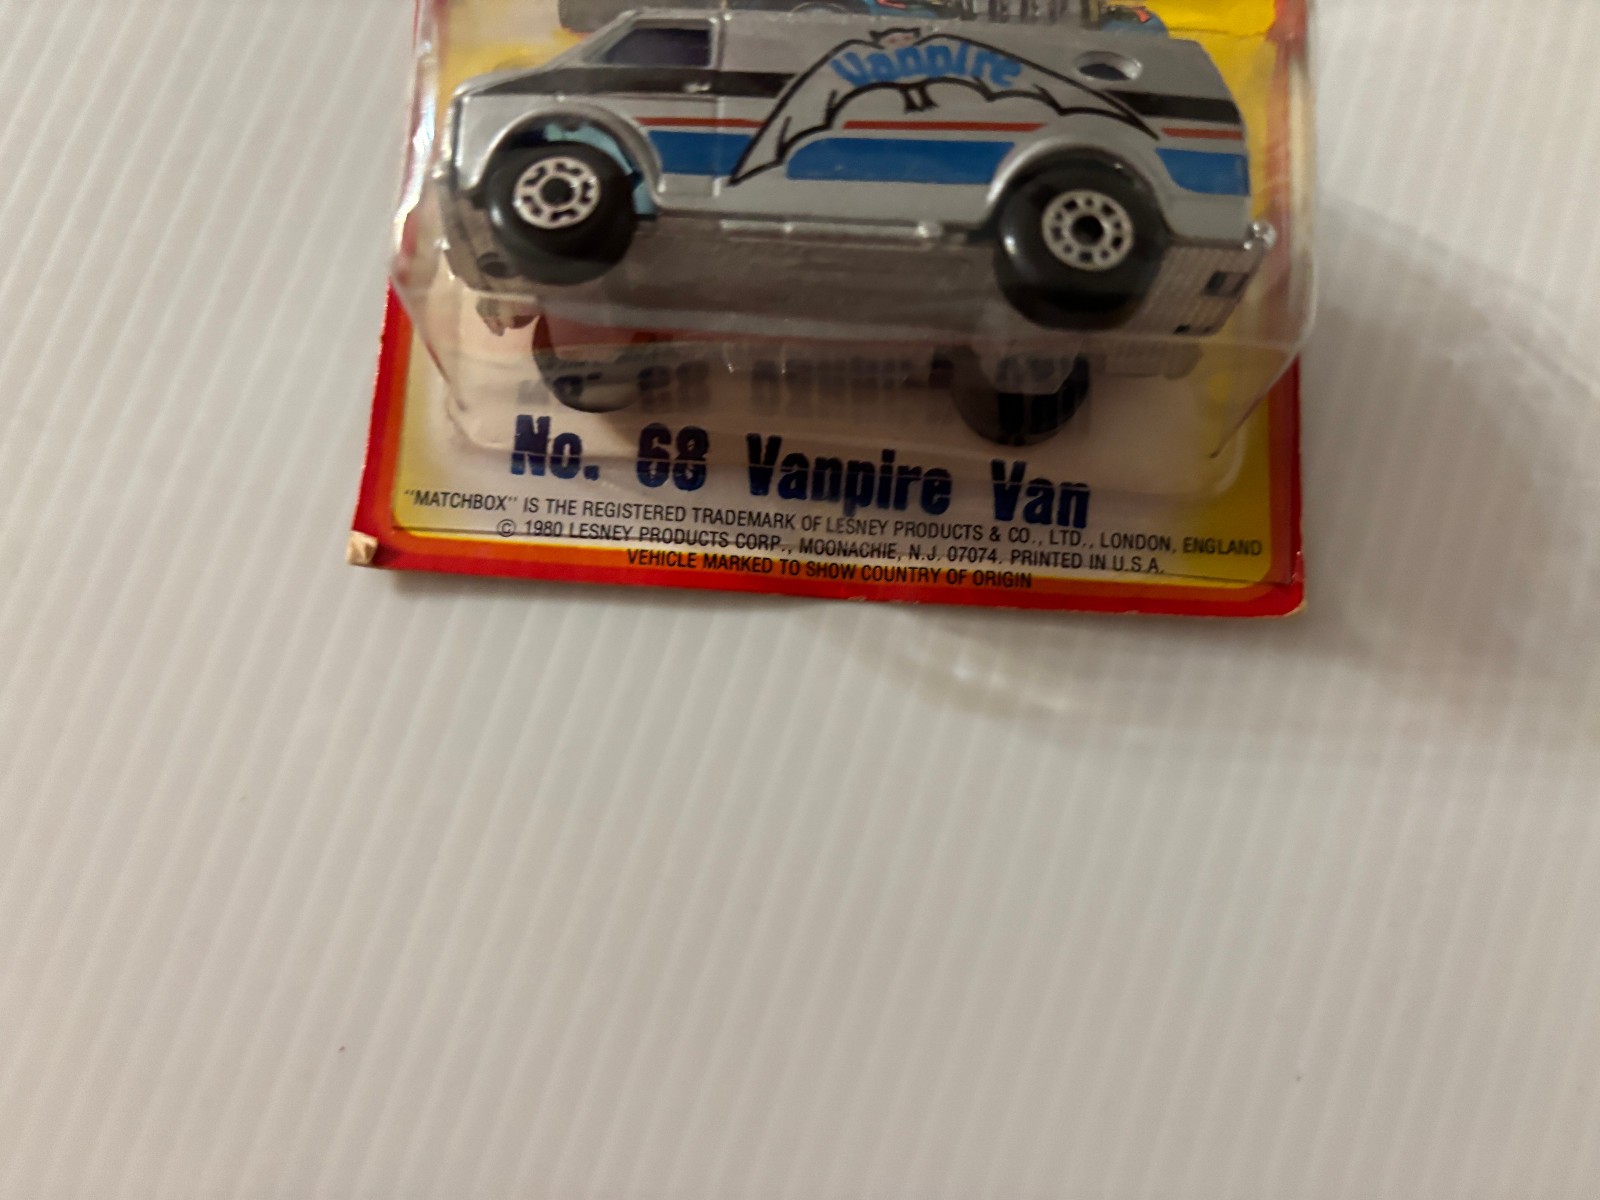 Vanpire
No. 68 Vanpire Van
"MATCHBOX" IS THE REGISTERED TRADEMARK OF LESNEY PRODUCTS & CO., LTD., LONDON, ENGLAND
© 1980 LESNEY PRODUCTS CORP., MOONACHIE, N.J. 07074. PRINTED IN U.S.A.
VEHICLE MARKED TO SHOW COUNTRY OF ORIGIN